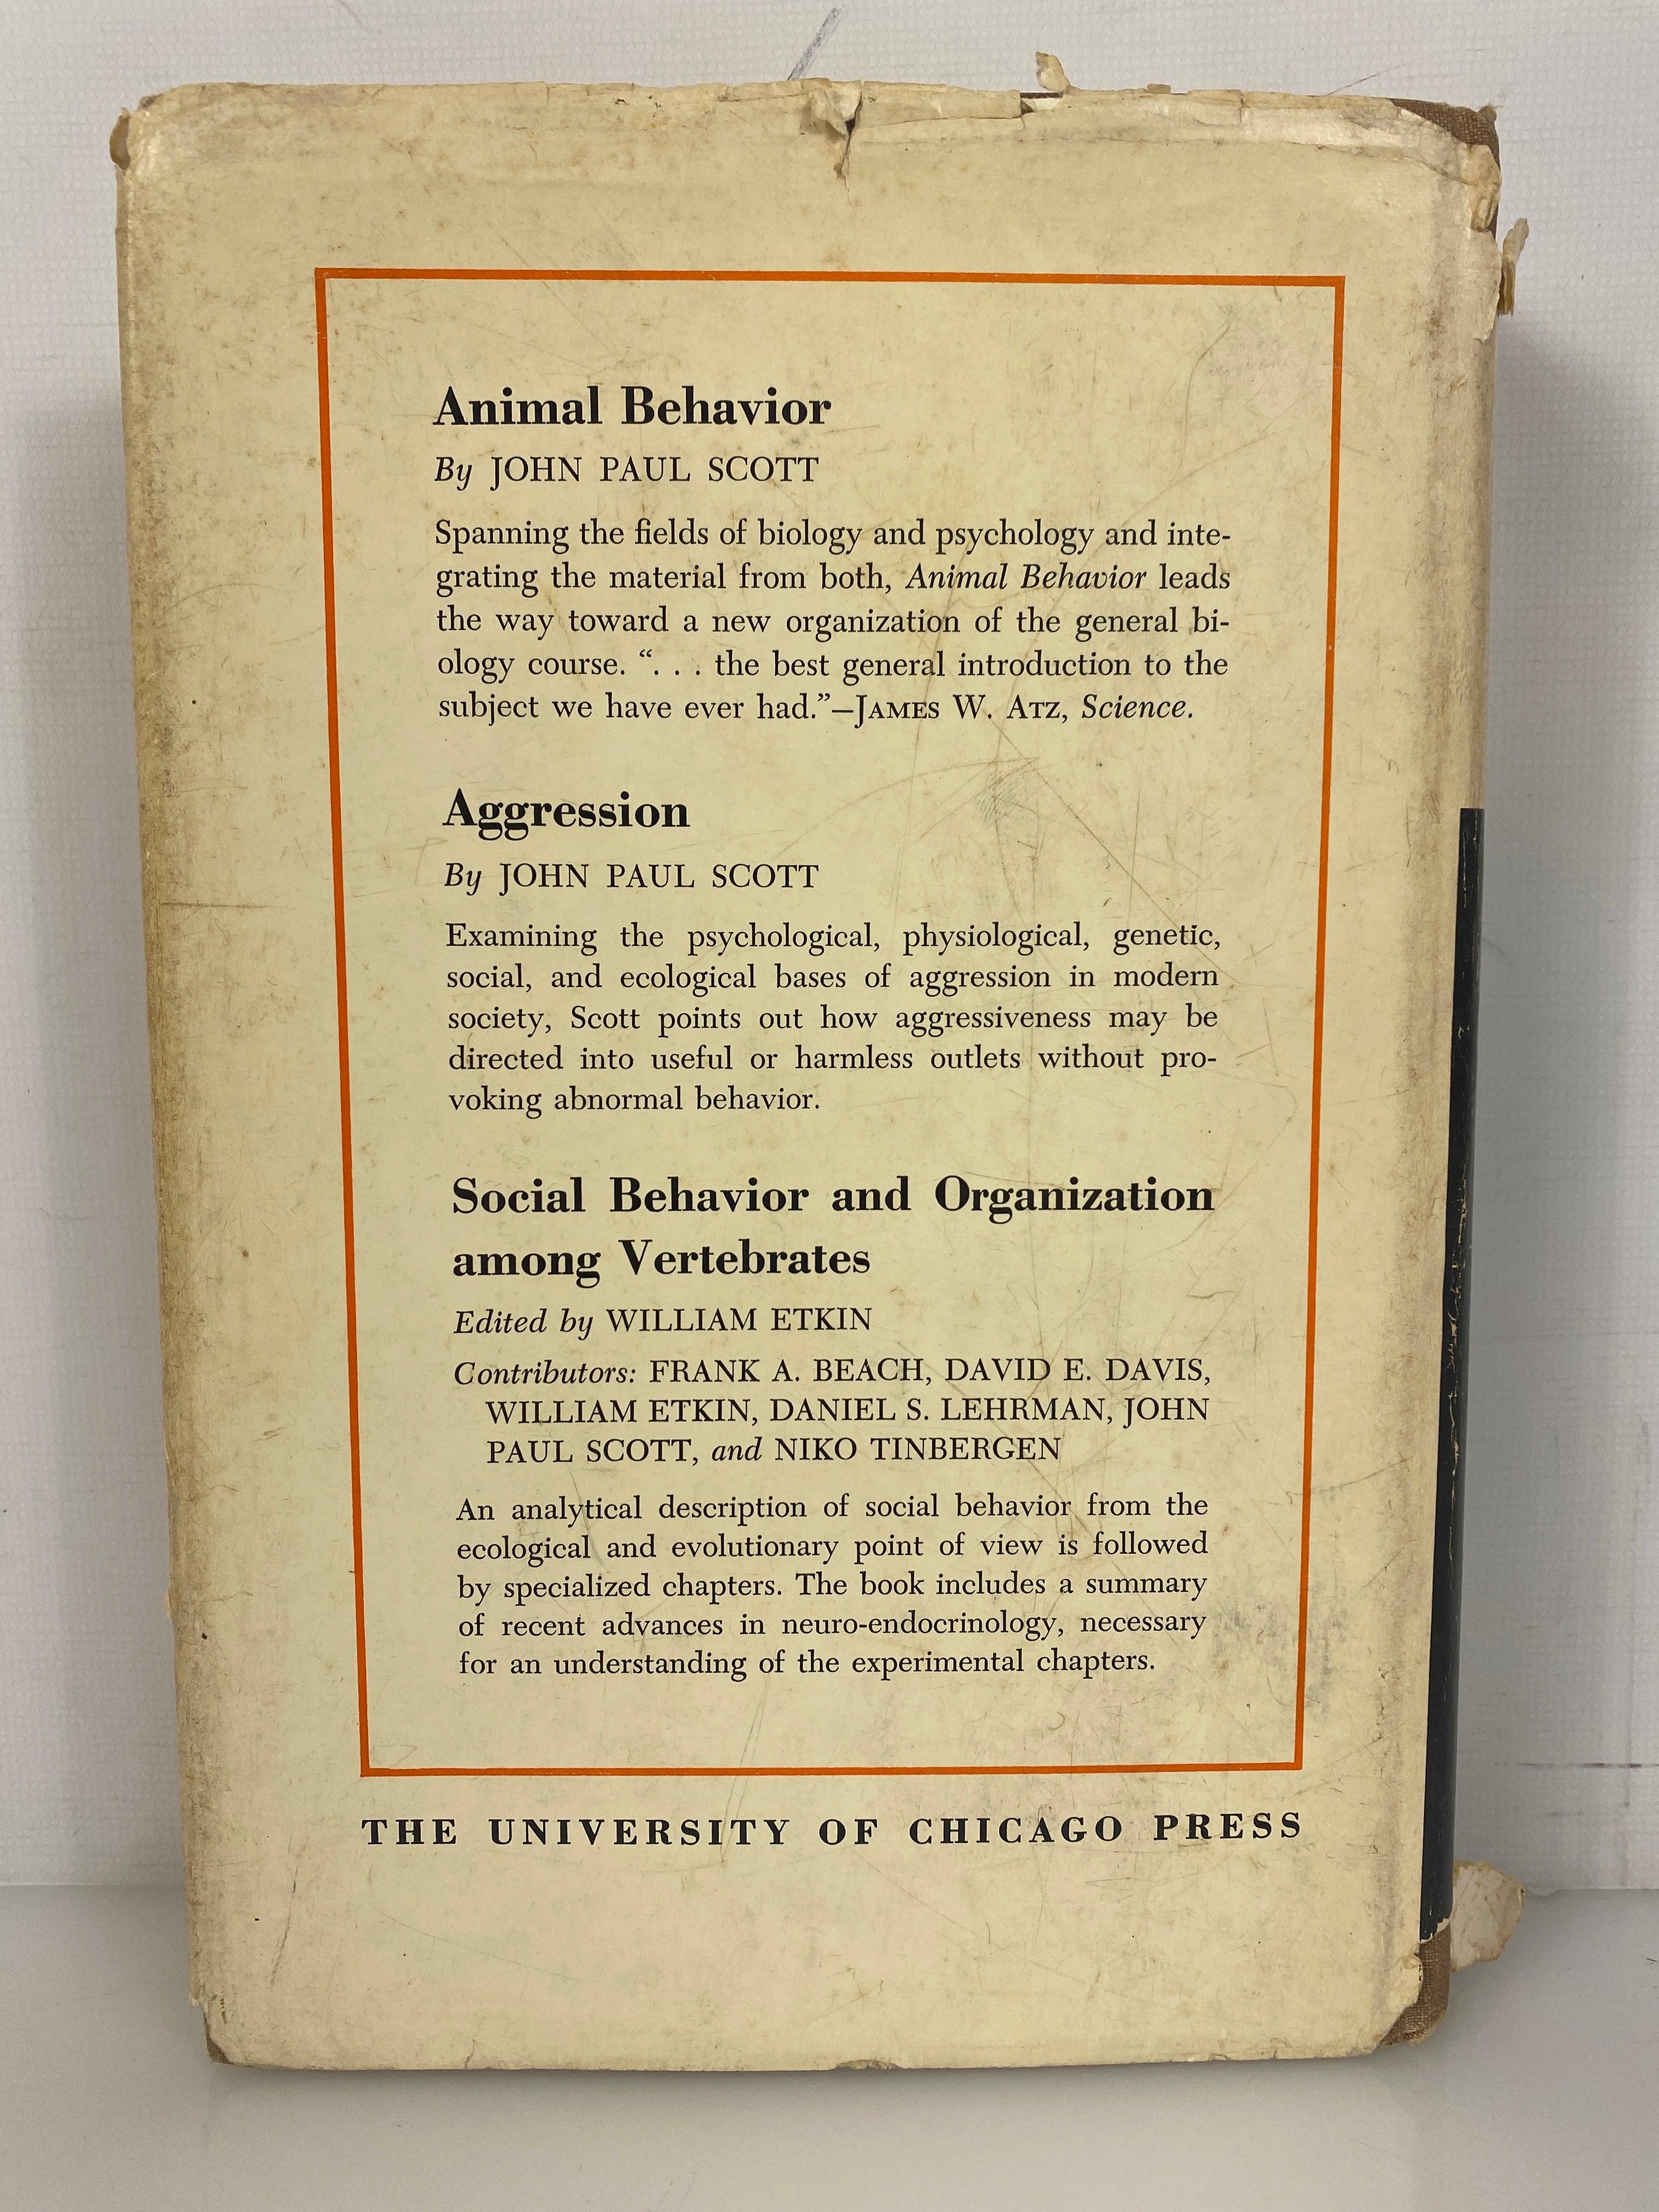 Animal Behavior
By JOHN PAUL SCOTT
Spanning the fields of biology and psychology and inte-
grating the material from both, Animal Behavior leads
the way toward a new organization of the general bi-
ology course. “. . . the best general introduction to the
subject we have ever had.”—JAMES W. ATZ, Science.
Aggression
By JOHN PAUL SCOTT
Examining the psychological, physiological, genetic,
social, and ecological bases of aggression in modern
society, Scott points out how aggressiveness may be
directed into useful or harmless outlets without pro-
voking abnormal behavior.
Social Behavior and Organization
among Vertebrates
Edited by WILLIAM ETKIN
Contributors: FRANK A. BEACH, DAVID E. DAVIS,
WILLIAM ETKIN, DANIEL S. LEHRMAN, JOHN
PAUL SCOTT, and NIKO TINBERGEN
An analytical description of social behavior from the
ecological and evolutionary point of view is followed
by specialized chapters. The book includes a summary
of recent advances in neuro-endocrinology, necessary
for an understanding of the experimental chapters.
THE UNIVERSITY OF CHICAGO PRESS